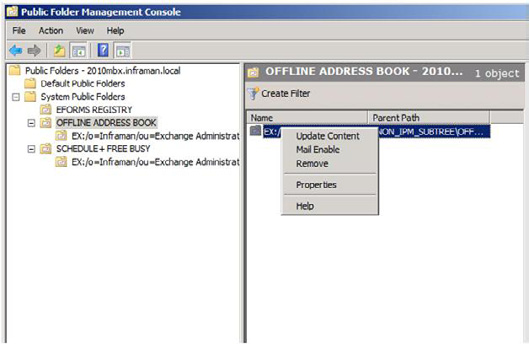 Public Folder Management Console
File Action View Help
Public Folders - 2010mbx.inframan.local
Default Public Folders
System Public Folders
EFORMS REGISTRY
OFFLINE ADDRESS BOOK
EX:/o=Inframan/ou=Exchange Administrat
SCHEDULE+ FREE BUSY
EX:/o=Inframan/ou=Exchange Administrat
OFFLINE ADDRESS BOOK - 2010... 1 object
Create Filter
Name Parent Path
EX:/ NON_IPM_SUBTREE\OFF...
Update Content
Mail Enable
Remove
Properties
Help